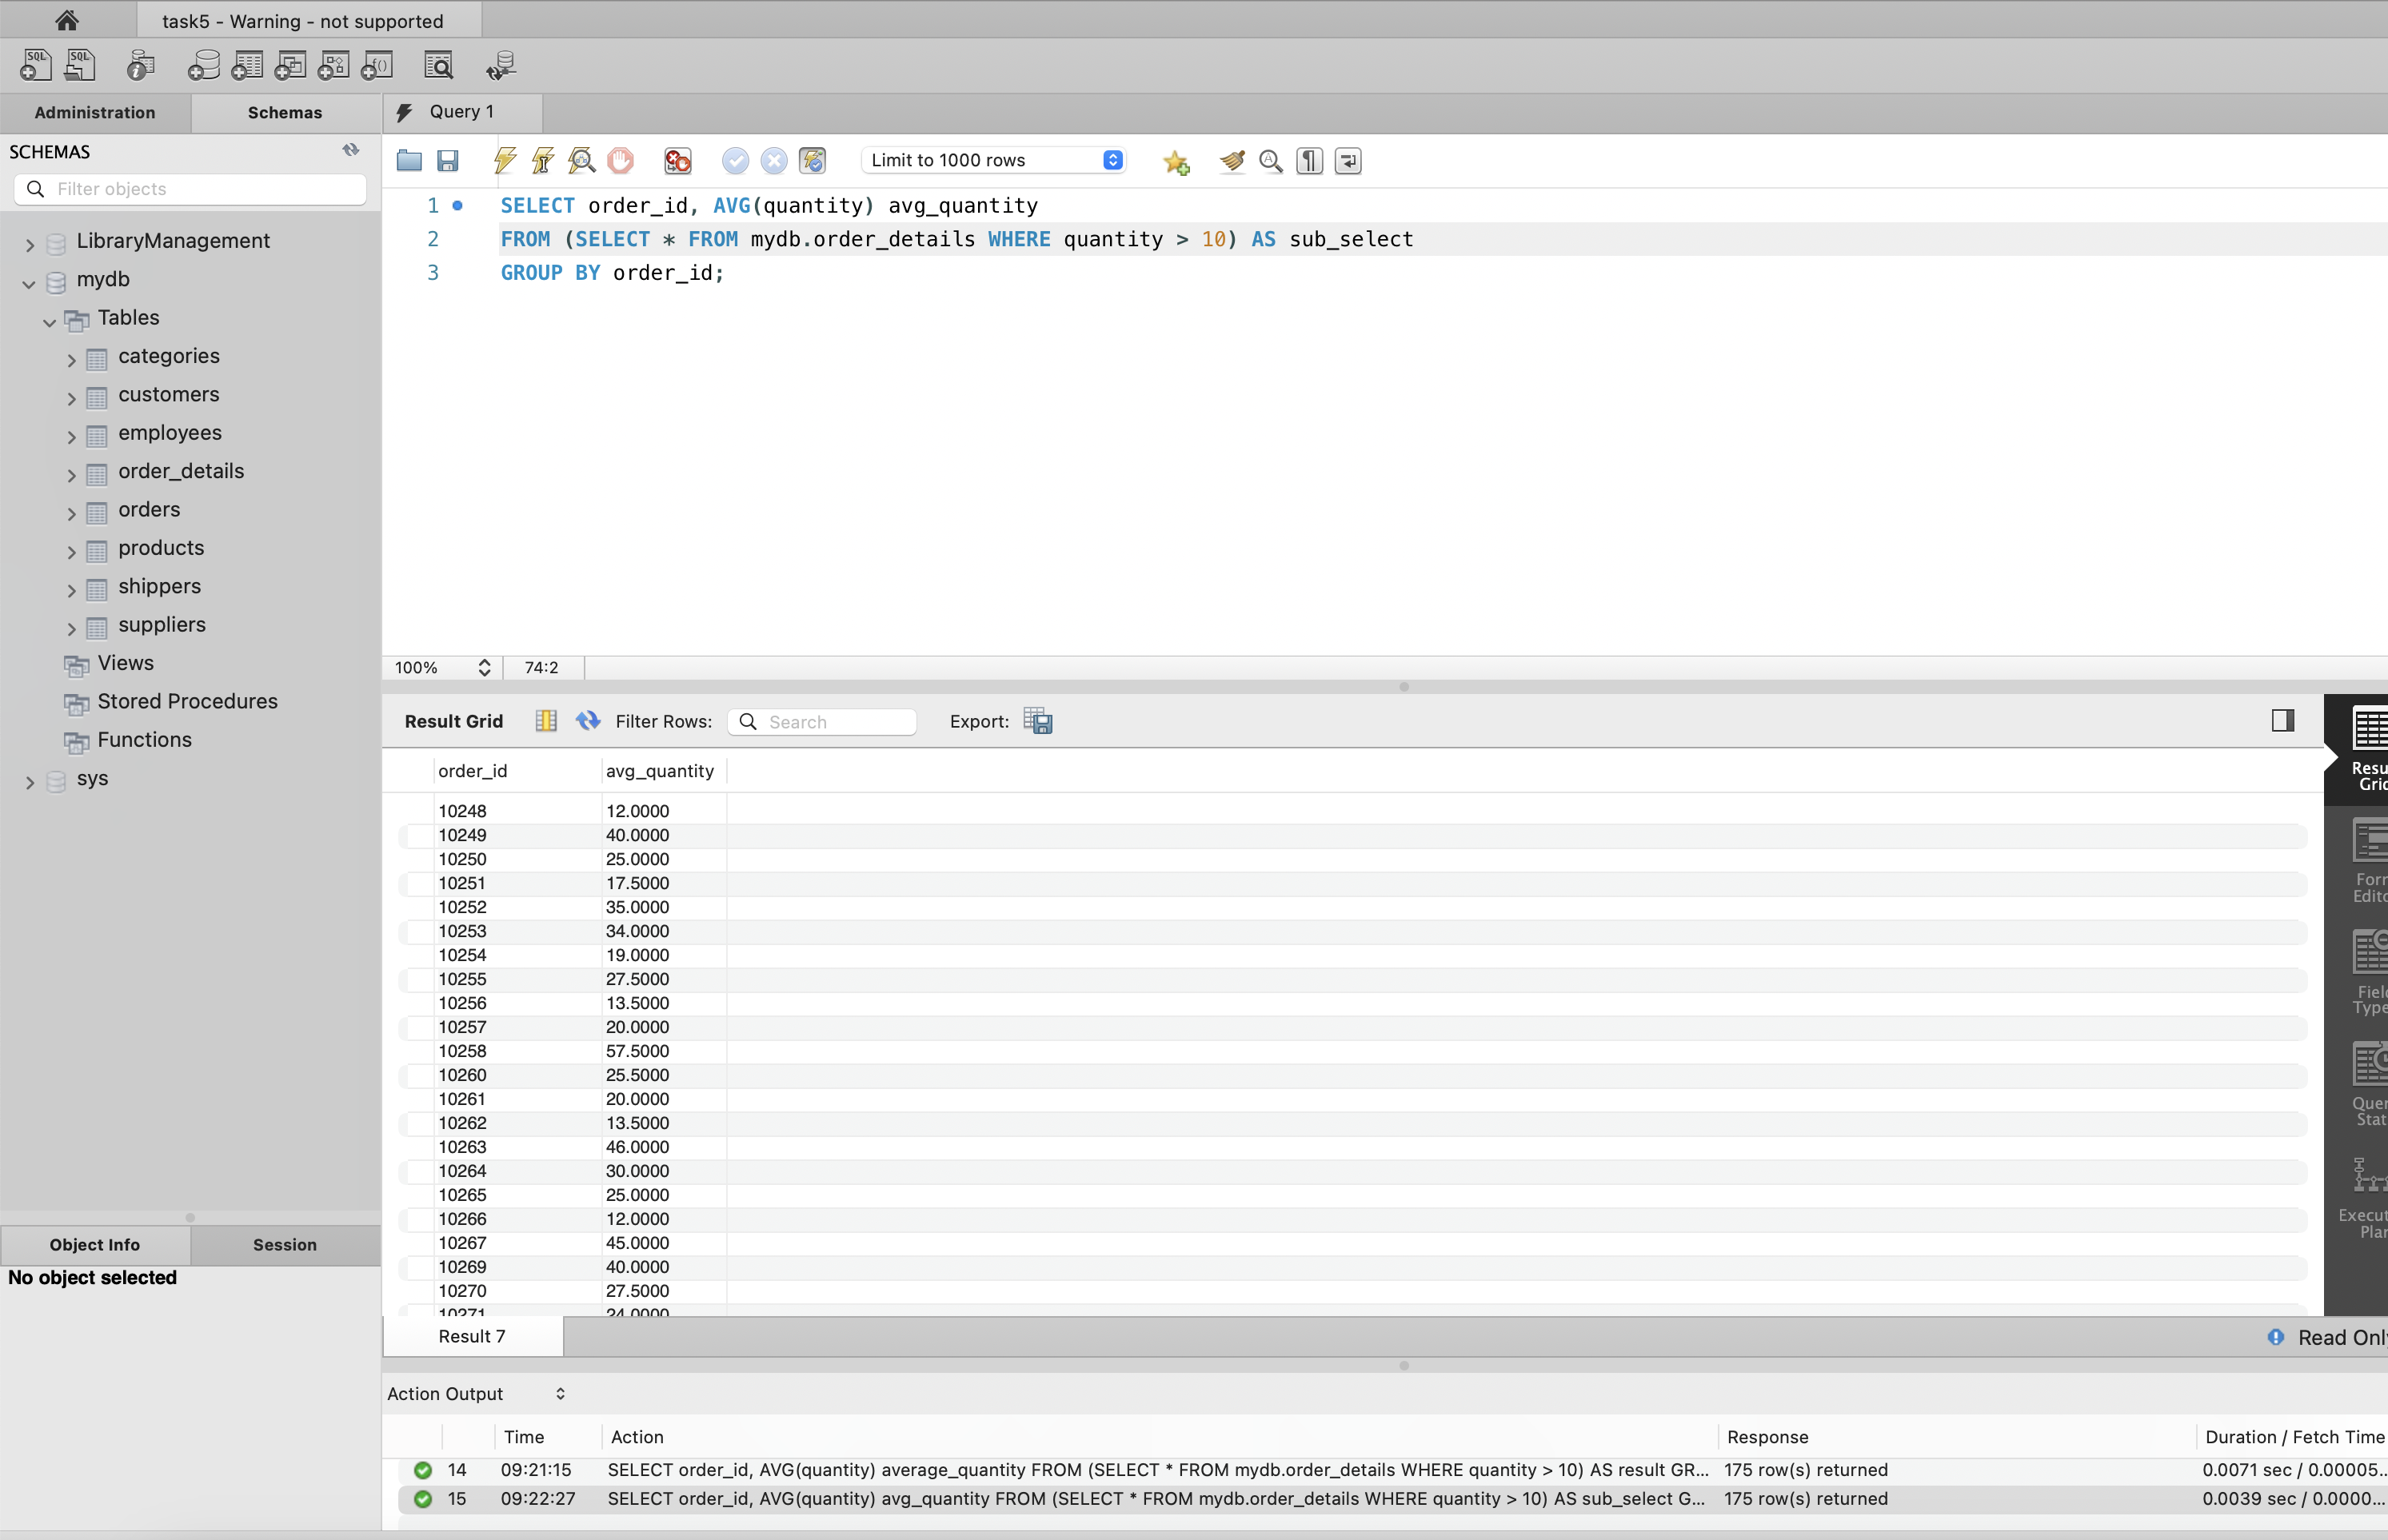 task5 - Warning - not supported
SQL SQL
Administration Schemas Query 1
SCHEMAS
Filter objects
Limit to 1000 rows
LibraryManagement
mydb
Tables
categories
customers
employees
order_details
orders
products
shippers
suppliers
Views
Stored Procedures
Functions
sys
1 SELECT order_id, AVG(quantity) avg_quantity
2 FROM (SELECT * FROM mydb.order_details WHERE quantity > 10) AS sub_select
3 GROUP BY order_id;
100% 74:2
Result Grid Filter Rows: Search Export:
order_id avg_quantity
10248 12.0000
10249 40.0000
10250 25.0000
10251 17.5000
10252 35.0000
10253 34.0000
10254 19.0000
10255 27.5000
10256 13.5000
10257 20.0000
10258 57.5000
10260 25.5000
10261 20.0000
10262 13.5000
10263 46.0000
10264 30.0000
10265 25.0000
10266 12.0000
10267 45.0000
10269 40.0000
10270 27.5000
10271 24.0000
Resu
Grid
Forr
Edito
Field
Type
Quer
Stat
Execut
Plar
Object Info Session
No object selected
Result 7 Read Only
Action Output
Time Action Response Duration / Fetch Time
14 09:21:15 SELECT order_id, AVG(quantity) average_quantity FROM (SELECT * FROM mydb.order_details WHERE quantity > 10) AS result GR... 175 row(s) returned 0.0071 sec / 0.00005...
15 09:22:27 SELECT order_id, AVG(quantity) avg_quantity FROM (SELECT * FROM mydb.order_details WHERE quantity > 10) AS sub_select G... 175 row(s) returned 0.0039 sec / 0.0000...